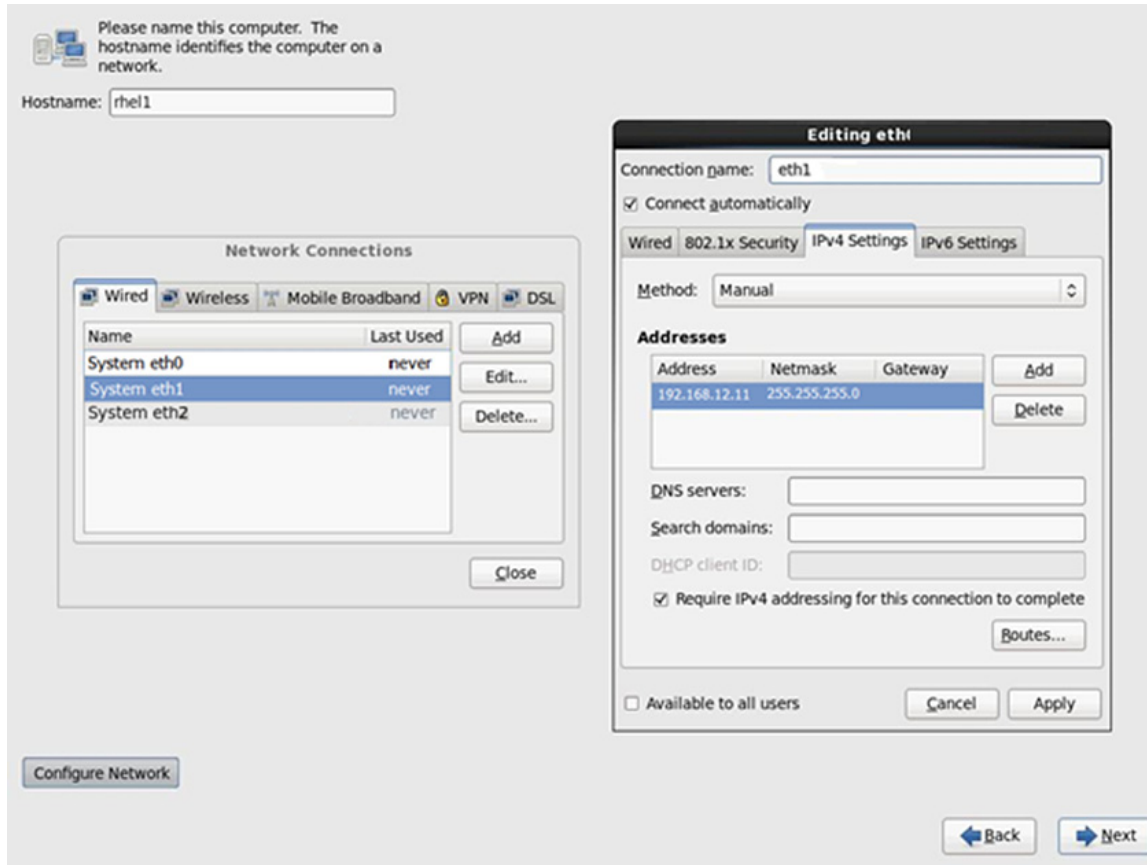 Please name this computer. The
hostname identifies the computer on a
network.
Hostname: rhel1
Network Connections
Wired Wireless Mobile Broadband VPN DSL
Name Last Used
System eth0 never
System eth1 never
System eth2 never
Add
Edit...
Delete...
Close
Editing
Connection name: eth1
Connect automatically
Wired 802.1x Security IPv4 Settings IPv6 Settings
Method: Manual
Addresses
Address Netmask Gateway
192.168.12.11 255.255.255.0
Add
Delete
DNS servers:
Search domains:
DHCP client ID:
Require IPv4 addressing for this connection to complete
Routes...
Available to all users
Cancel Apply
Configure Network
Back Next